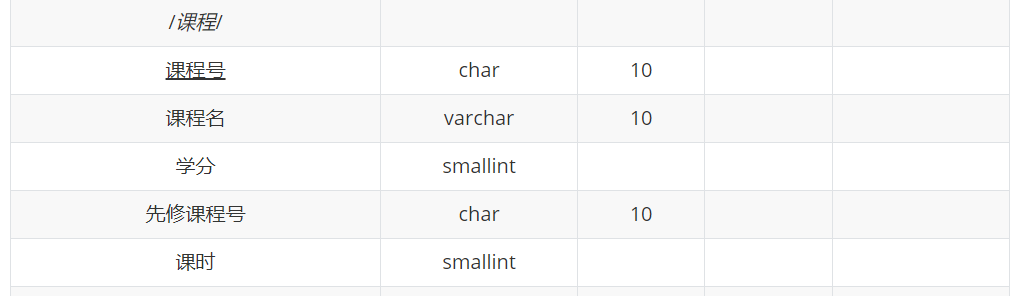 /课程/
课程号 char 10
课程名 varchar 10
学分 smallint
先修课程号 char 10
课时 smallint